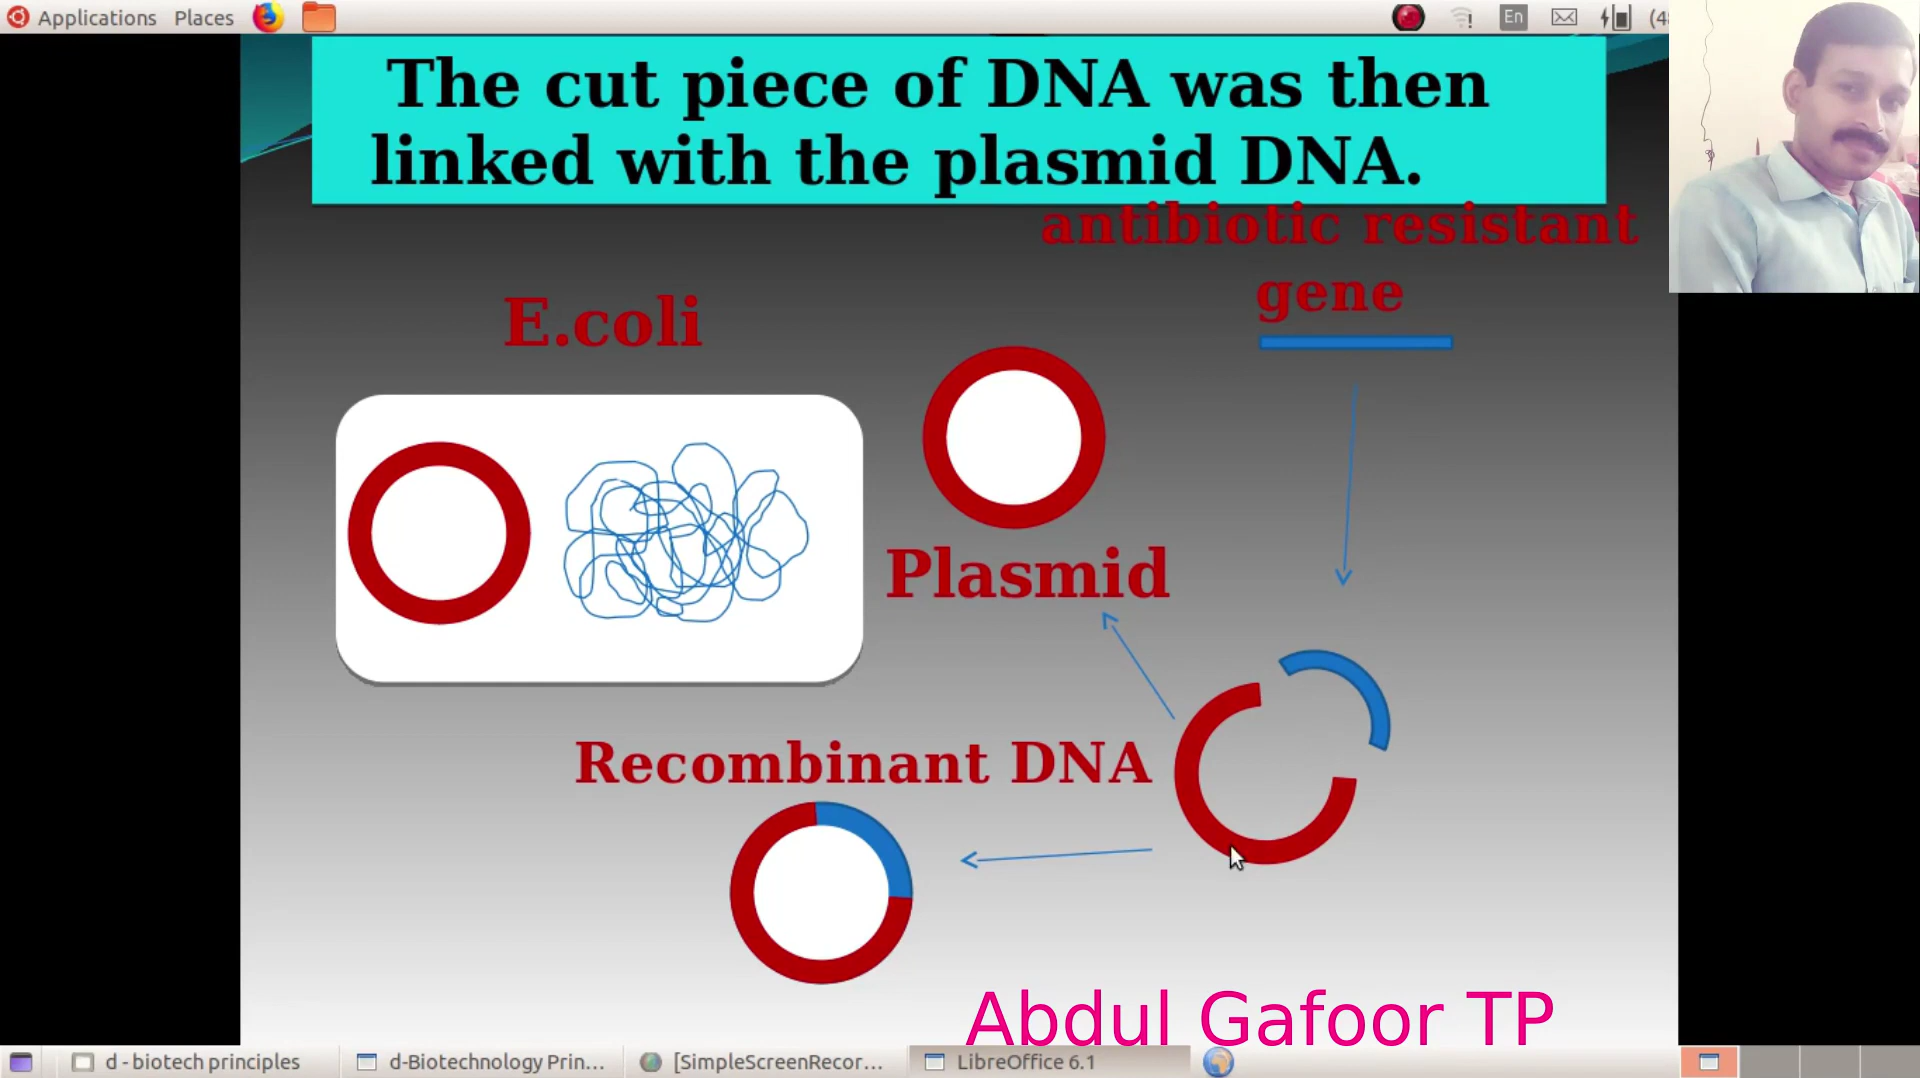 Applications Places
En
(48
The cut piece of DNA was then
linked with the plasmid DNA.
antibiotic resistant
gene
E.coli
Plasmid
Recombinant DNA
Abdul Gafoor TP
d - biotech principles
d-Biotechnology Prin...
[SimpleScreenRecor...
LibreOffice 6.1